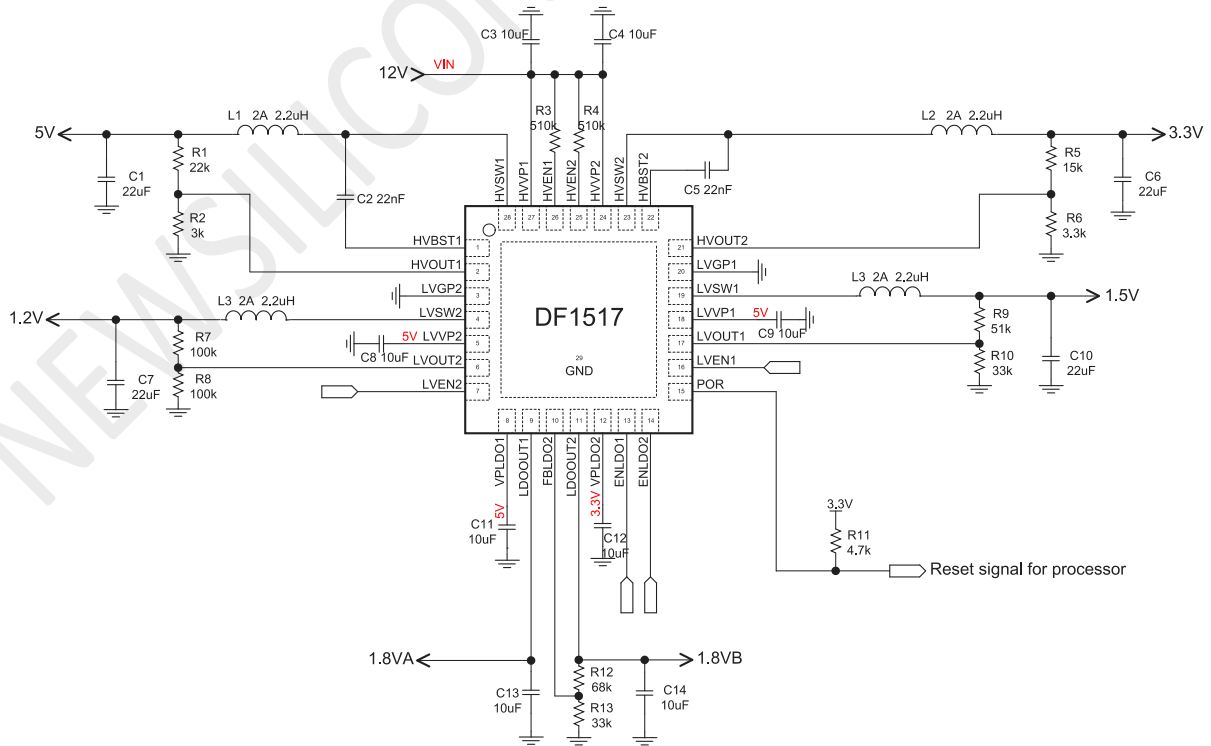 NEWSILICON
C3 10uF
C4 10uF
12V
VIN
R3
510k
R4
510k
5V
L1 2A 2.2uH
R1
22k
C1
22uF
R2
3k
C2 22nF
L2 2A 2.2uH
3.3V
R5
15k
C6
22uF
R6
3.3k
C5 22nF
HVSW1
HVVP1
HVEN1
HVEN2
HVVP2
HVSW2
HVBST2
28
27
26
25
24
23
22
HVBST1
1
HVOUT1
2
LVGP2
3
LVSW2
4
LVVP2
5
LVOUT2
6
LVEN2
7
21
HVOUT2
20
LVGP1
19
LVSW1
18
LVVP1
17
LVOUT1
16
LVEN1
15
POR
DF1517
29
GND
1.2V
L3 2A 2.2uH
R7
100k
C7
22uF
R8
100k
5V
C8 10uF
5V
C9 10uF
L3 2A 2.2uH
1.5V
R9
51k
R10
33k
C10
22uF
8
9
10
11
12
13
14
VPLDO1
LDOOUT1
FBLDO2
LDOOUT2
VPLDO2
ENLDO1
ENLDO2
5V
C11
10uF
3.3V
C12
10uF
3.3V
R11
4.7k
Reset signal for processor
1.8VA
1.8VB
C13
10uF
R12
68k
R13
33k
C14
10uF